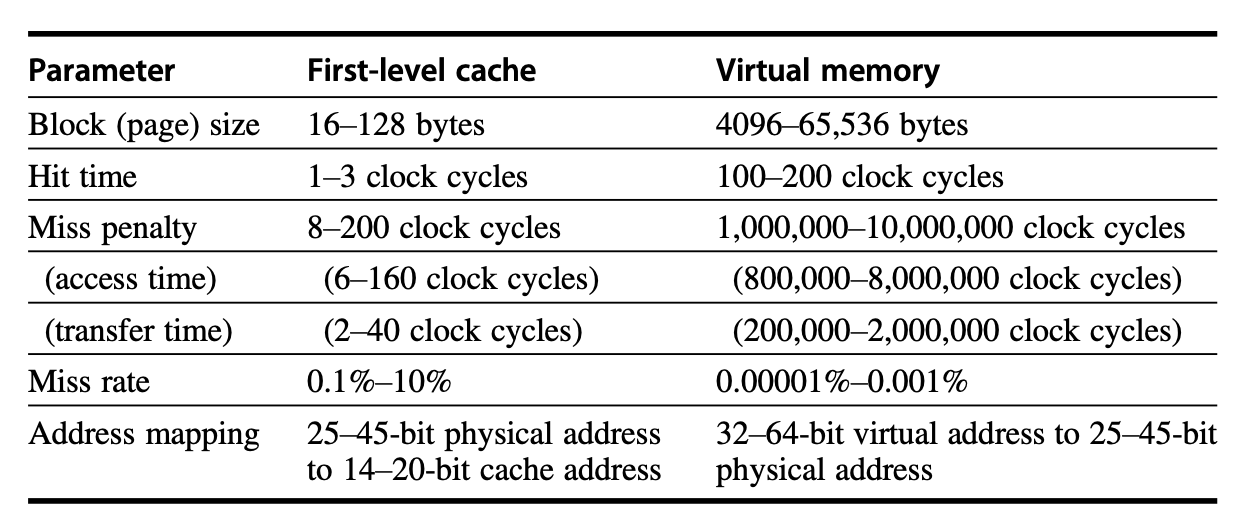 Parameter First-level cache Virtual memory
Block (page) size 16–128 bytes 4096–65,536 bytes
Hit time 1–3 clock cycles 100–200 clock cycles
Miss penalty 8–200 clock cycles 1,000,000–10,000,000 clock cycles
(access time) (6–160 clock cycles) (800,000–8,000,000 clock cycles)
(transfer time) (2–40 clock cycles) (200,000–2,000,000 clock cycles)
Miss rate 0.1%–10% 0.00001%–0.001%
Address mapping 25–45-bit physical address 32–64-bit virtual address to 25–45-bit
to 14–20-bit cache address physical address